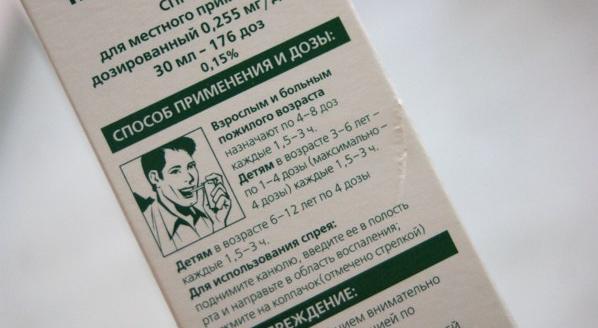 для местного
дозированный 0,255 мг/
30 мл – 176 доз
0,15%
СПОСОБ ПРИМЕНЕНИЯ И ДОЗЫ:
Взрослым и больным
пожилого возраста
назначают по 4–8 доз
каждые 1,5–3 ч.
Детям в возрасте 3–6 лет –
по 1–4 дозы (максимально –
4 дозы) каждые 1,5–3 ч.
Детям в возрасте 6–12 лет по 4 дозы
каждые 1,5–3 ч.
Для использования спрея:
поднимите канюлю, введите ее в полость
рта и направьте в область воспаления;
колпачок(отмечено стрелкой)
внимательно